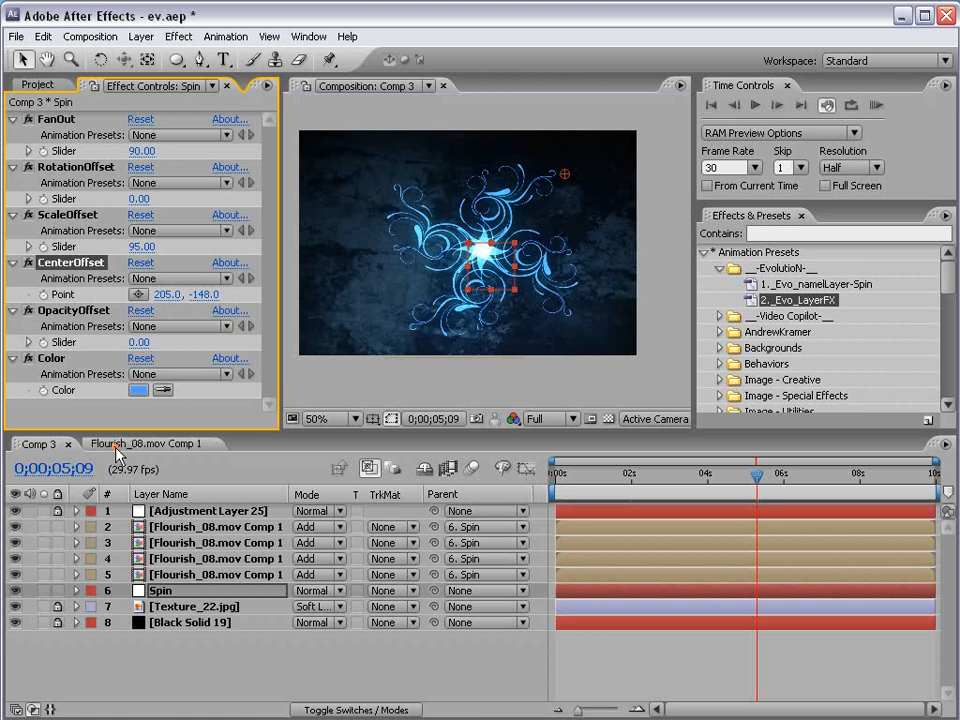 Adobe After Effects - ev.aep *
File Edit Composition Layer Effect Animation View Window Help
Workspace: Standard
Project Effect Controls: Spin
Comp 3 * Spin
FanOut Reset About...
Animation Presets: None
Slider 90.00
RotationOffset Reset About...
Animation Presets: None
Slider 0.00
ScaleOffset Reset About...
Animation Presets: None
Slider 95.00
CenterOffset Reset About...
Animation Presets: None
Point 205.0, -148.0
OpacityOffset Reset About...
Animation Presets: None
Slider 0.00
Color Reset About...
Animation Presets: None
Color
Composition: Comp 3
50% 0;00;05;09 Full Active Camera
Time Controls
RAM Preview Options
Frame Rate Skip Resolution
30 1 Half
From Current Time Full Screen
Effects & Presets
Contains:
* Animation Presets
__-EvolutioN-__
1._Evo_nameLayer-Spin
2._Evo_LayerFX
__-Video Copilot-__
AndrewKramer
Backgrounds
Behaviors
Image - Creative
Image - Special Effects
Image - Utilities
Comp 3 Flourish_08.mov Comp 1
0;00;05;09 (29.97 fps)
:00s 02s 04s 06s 08s 10s
# Layer Name Mode T TrkMat Parent
1 [Adjustment Layer 25] Normal None
2 [Flourish_08.mov Comp 1 Add None 6. Spin
3 [Flourish_08.mov Comp 1 Add None 6. Spin
4 [Flourish_08.mov Comp 1 Add None 6. Spin
5 [Flourish_08.mov Comp 1 Add None 6. Spin
6 Spin Normal None None
7 [Texture_22.jpg] Soft L... None None
8 [Black Solid 19] Normal None None
Toggle Switches / Modes